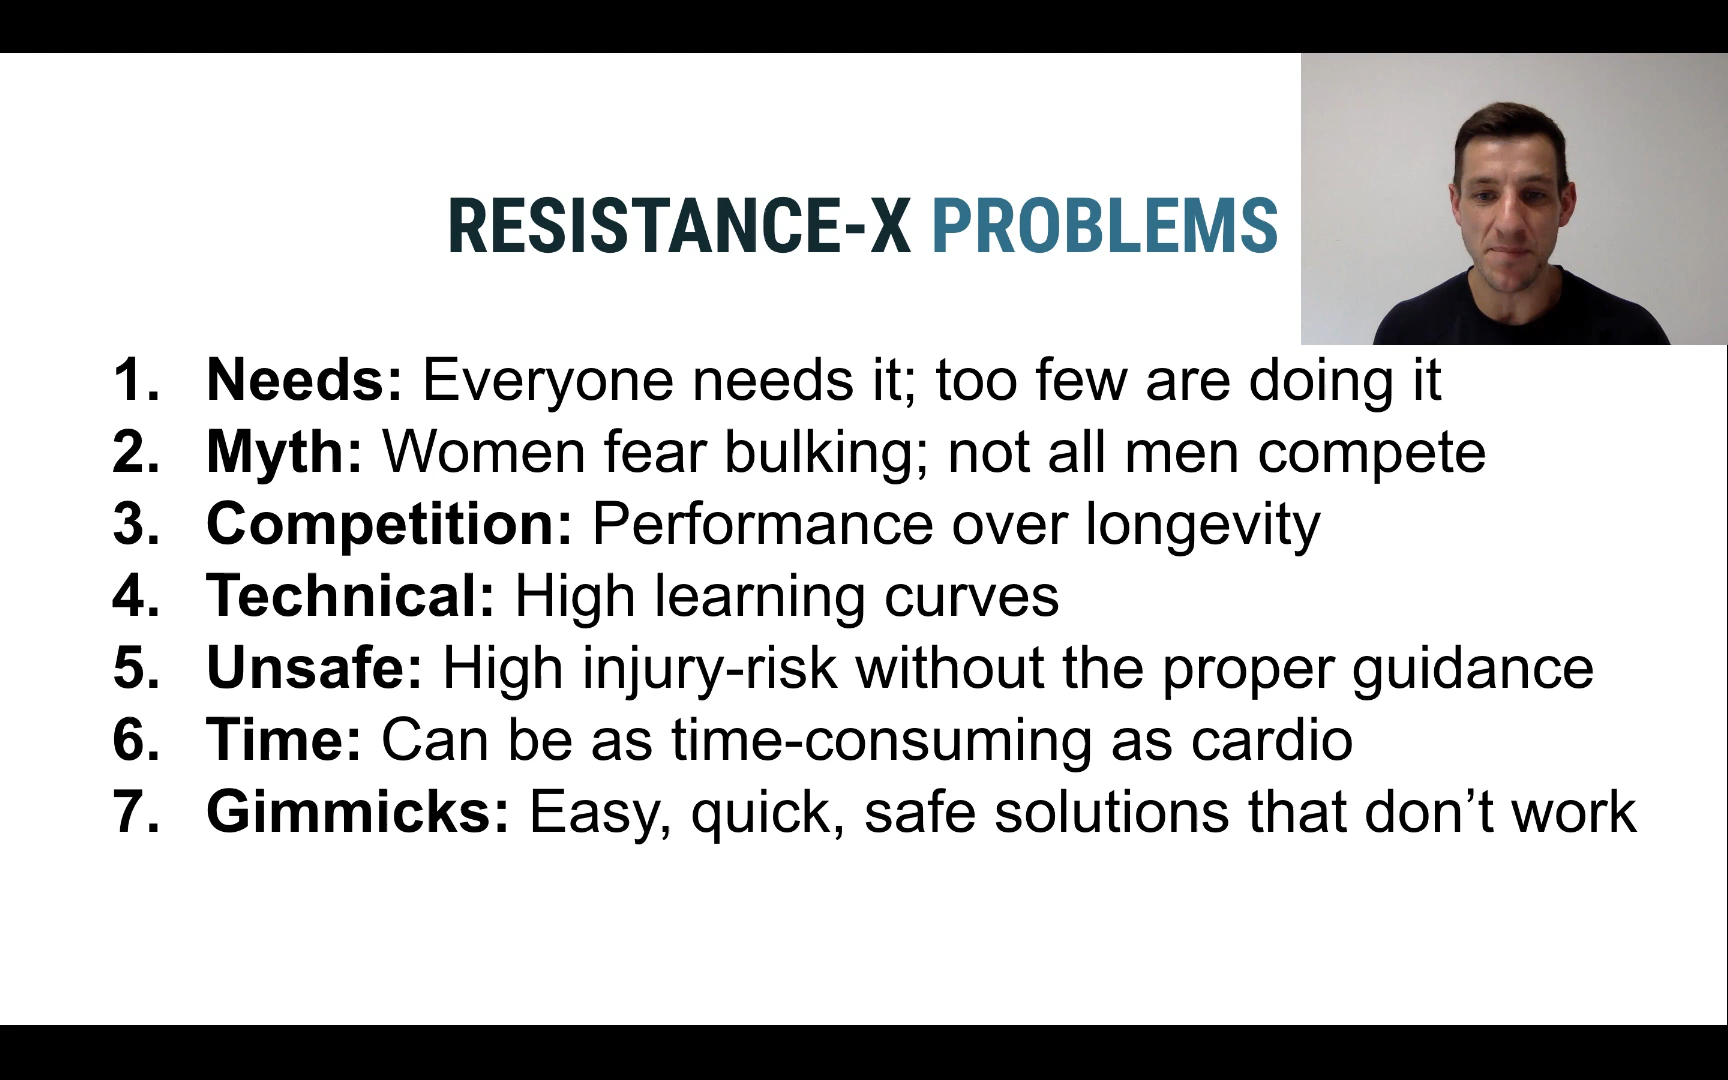 RESISTANCE-X PROBLEMS
1. Needs: Everyone needs it; too few are doing it
2. Myth: Women fear bulking; not all men compete
3. Competition: Performance over longevity
4. Technical: High learning curves
5. Unsafe: High injury-risk without the proper guidance
6. Time: Can be as time-consuming as cardio
7. Gimmicks: Easy, quick, safe solutions that don’t work